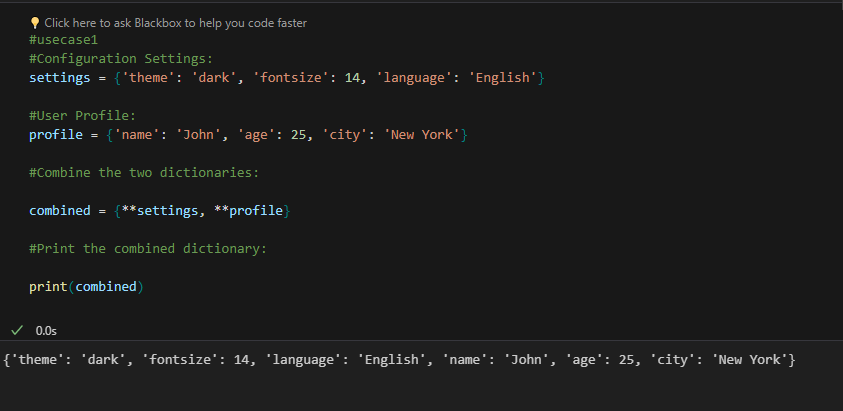 Click here to ask Blackbox to help you code faster
#usecase1
#Configuration Settings:
settings = {'theme': 'dark', 'fontsize': 14, 'language': 'English'}
#User Profile:
profile = {'name': 'John', 'age': 25, 'city': 'New York'}
#Combine the two dictionaries:
combined = {**settings, **profile}
#Print the combined dictionary:
print(combined)
0.0s
{'theme': 'dark', 'fontsize': 14, 'language': 'English', 'name': 'John', 'age': 25, 'city': 'New York'}